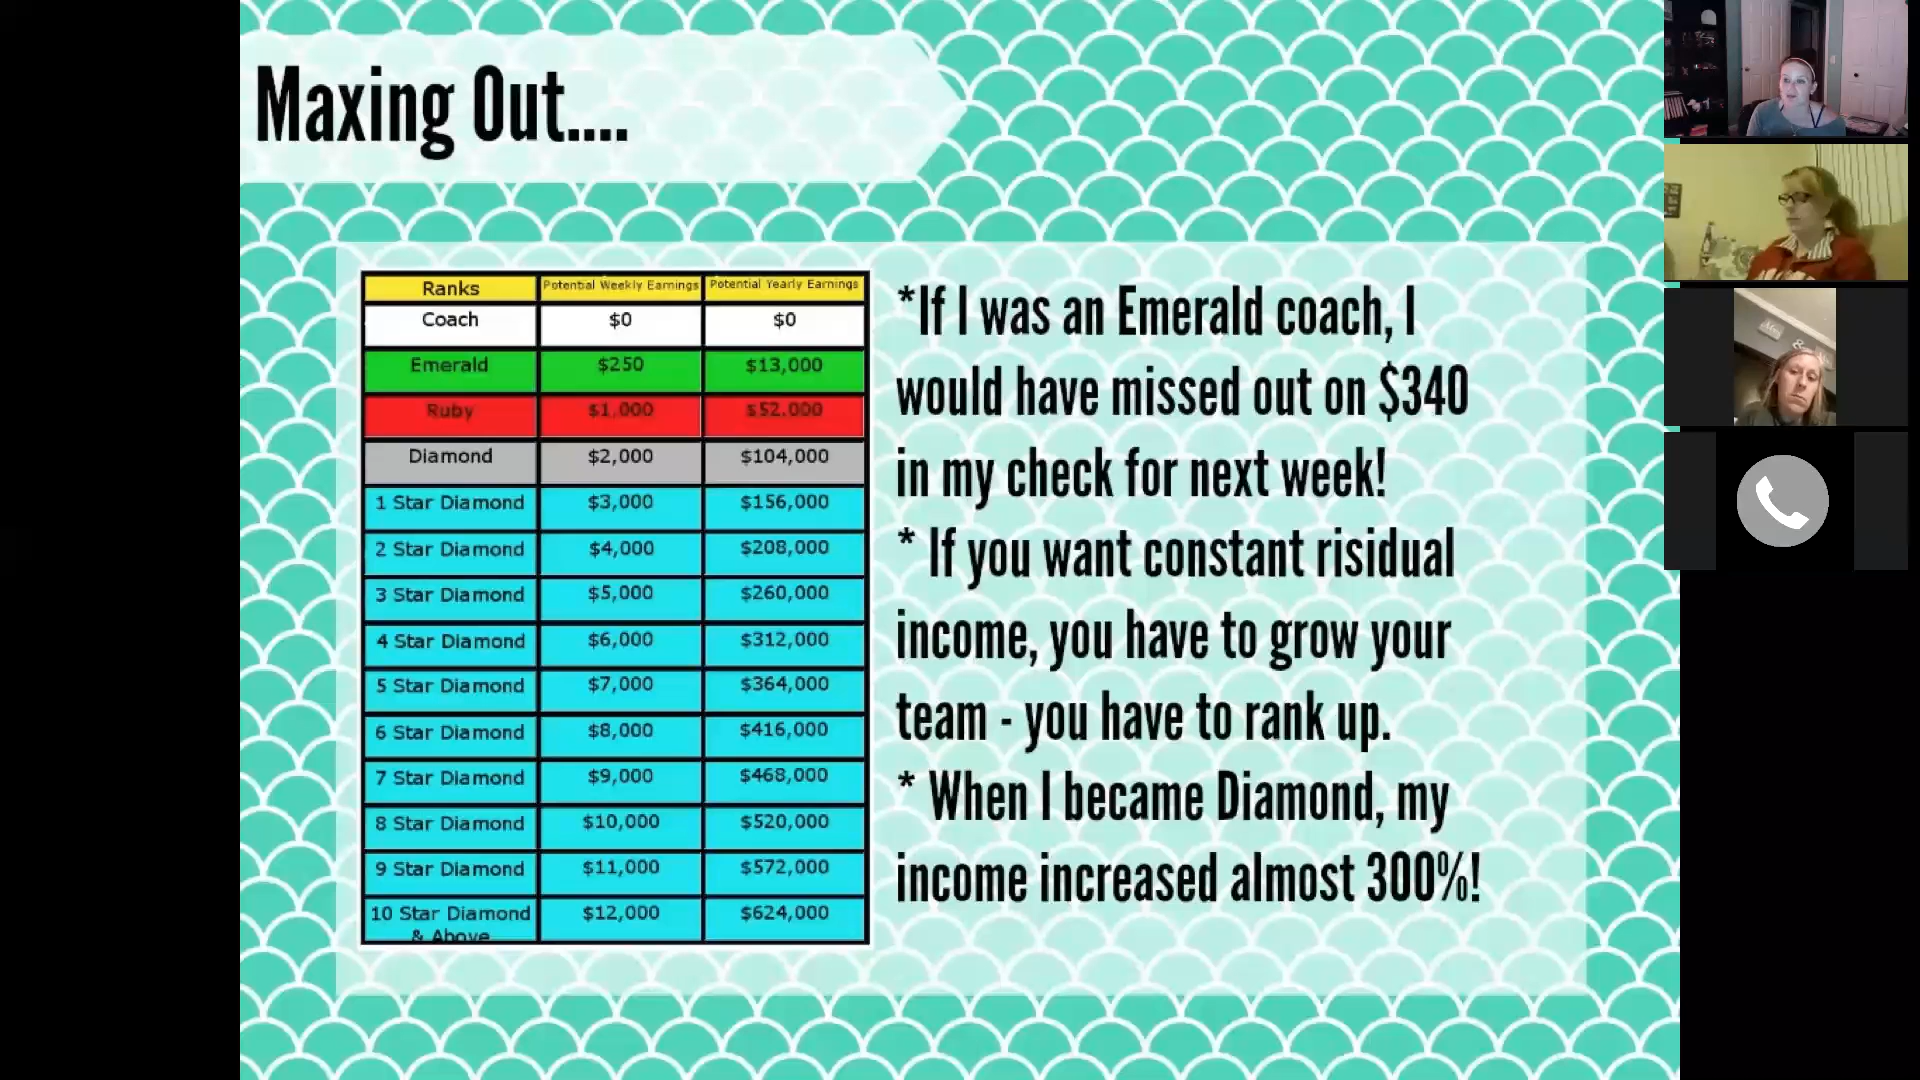 Maxing Out....
Ranks Potential Weekly Earnings Potential Yearly Earnings
Coach $0 $0
Emerald $250 $13,000
Ruby $1,000 $52,000
Diamond $2,000 $104,000
1 Star Diamond $3,000 $156,000
2 Star Diamond $4,000 $208,000
3 Star Diamond $5,000 $260,000
4 Star Diamond $6,000 $312,000
5 Star Diamond $7,000 $364,000
6 Star Diamond $8,000 $416,000
7 Star Diamond $9,000 $468,000
8 Star Diamond $10,000 $520,000
9 Star Diamond $11,000 $572,000
10 Star Diamond $12,000 $624,000
& Above
*If I was an Emerald coach, I
would have missed out on $340
in my check for next week!
* If you want constant risidual
income, you have to grow your
team - you have to rank up.
* When I became Diamond, my
income increased almost 300%!